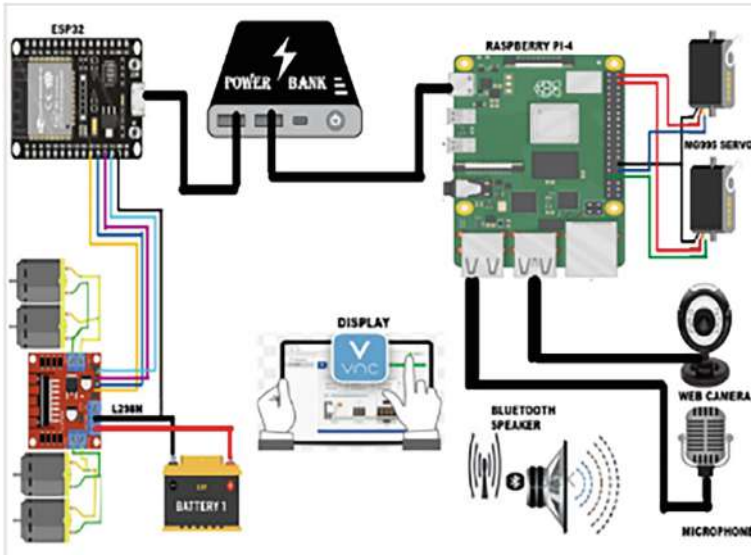 ESP32
POWER BANK
RASPBERRY PI-4
MG995 SERVO
DISPLAY
vnc
L298N
BLUETOOTH
SPEAKER
WEB CAMERA
BATTERY 1
MICROPHONE